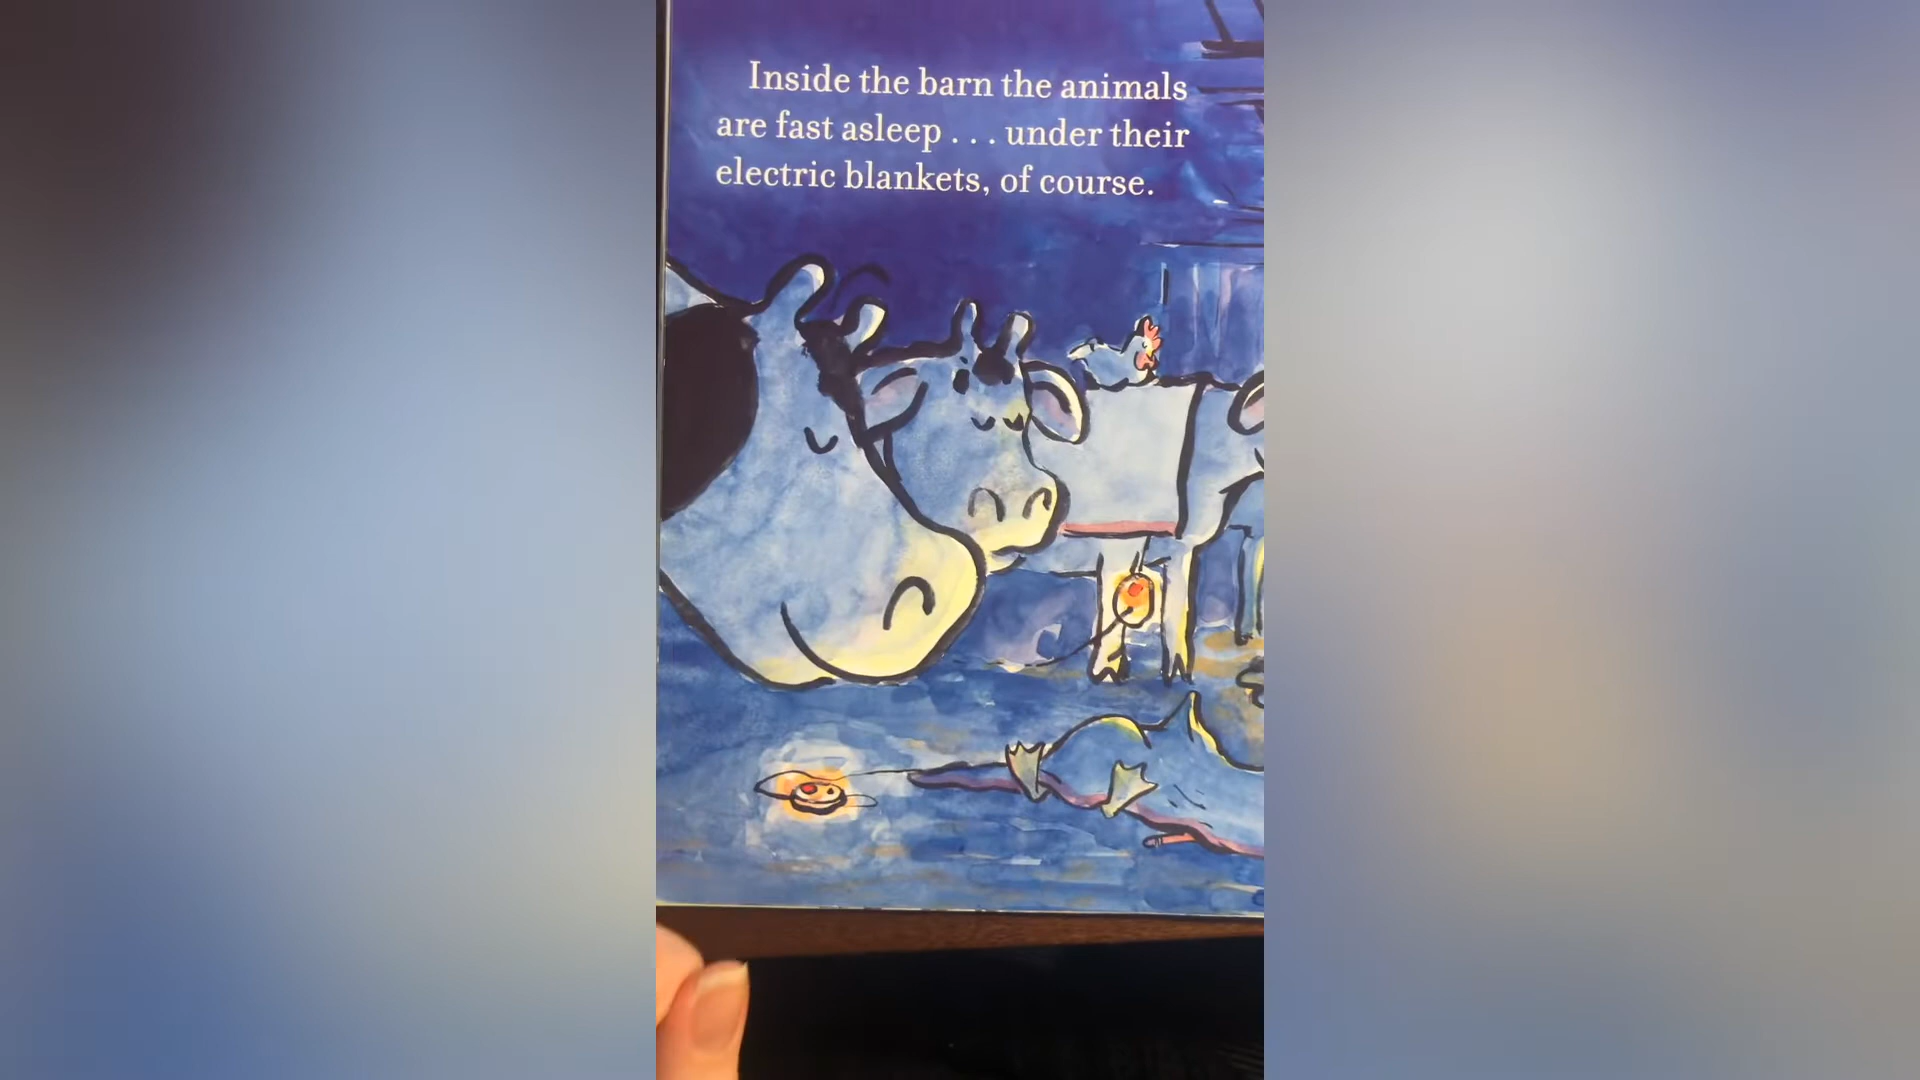 Inside the barn the animals
are fast asleep . . . under their
electric blankets, of course.